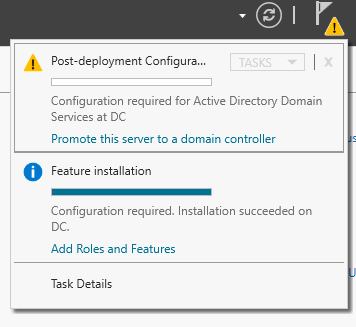 Post-deployment Configura...
TASKS
X
Configuration required for Active Directory Domain
Services at DC
Promote this server to a domain controller
Feature installation
Configuration required. Installation succeeded on
DC.
Add Roles and Features
Task Details